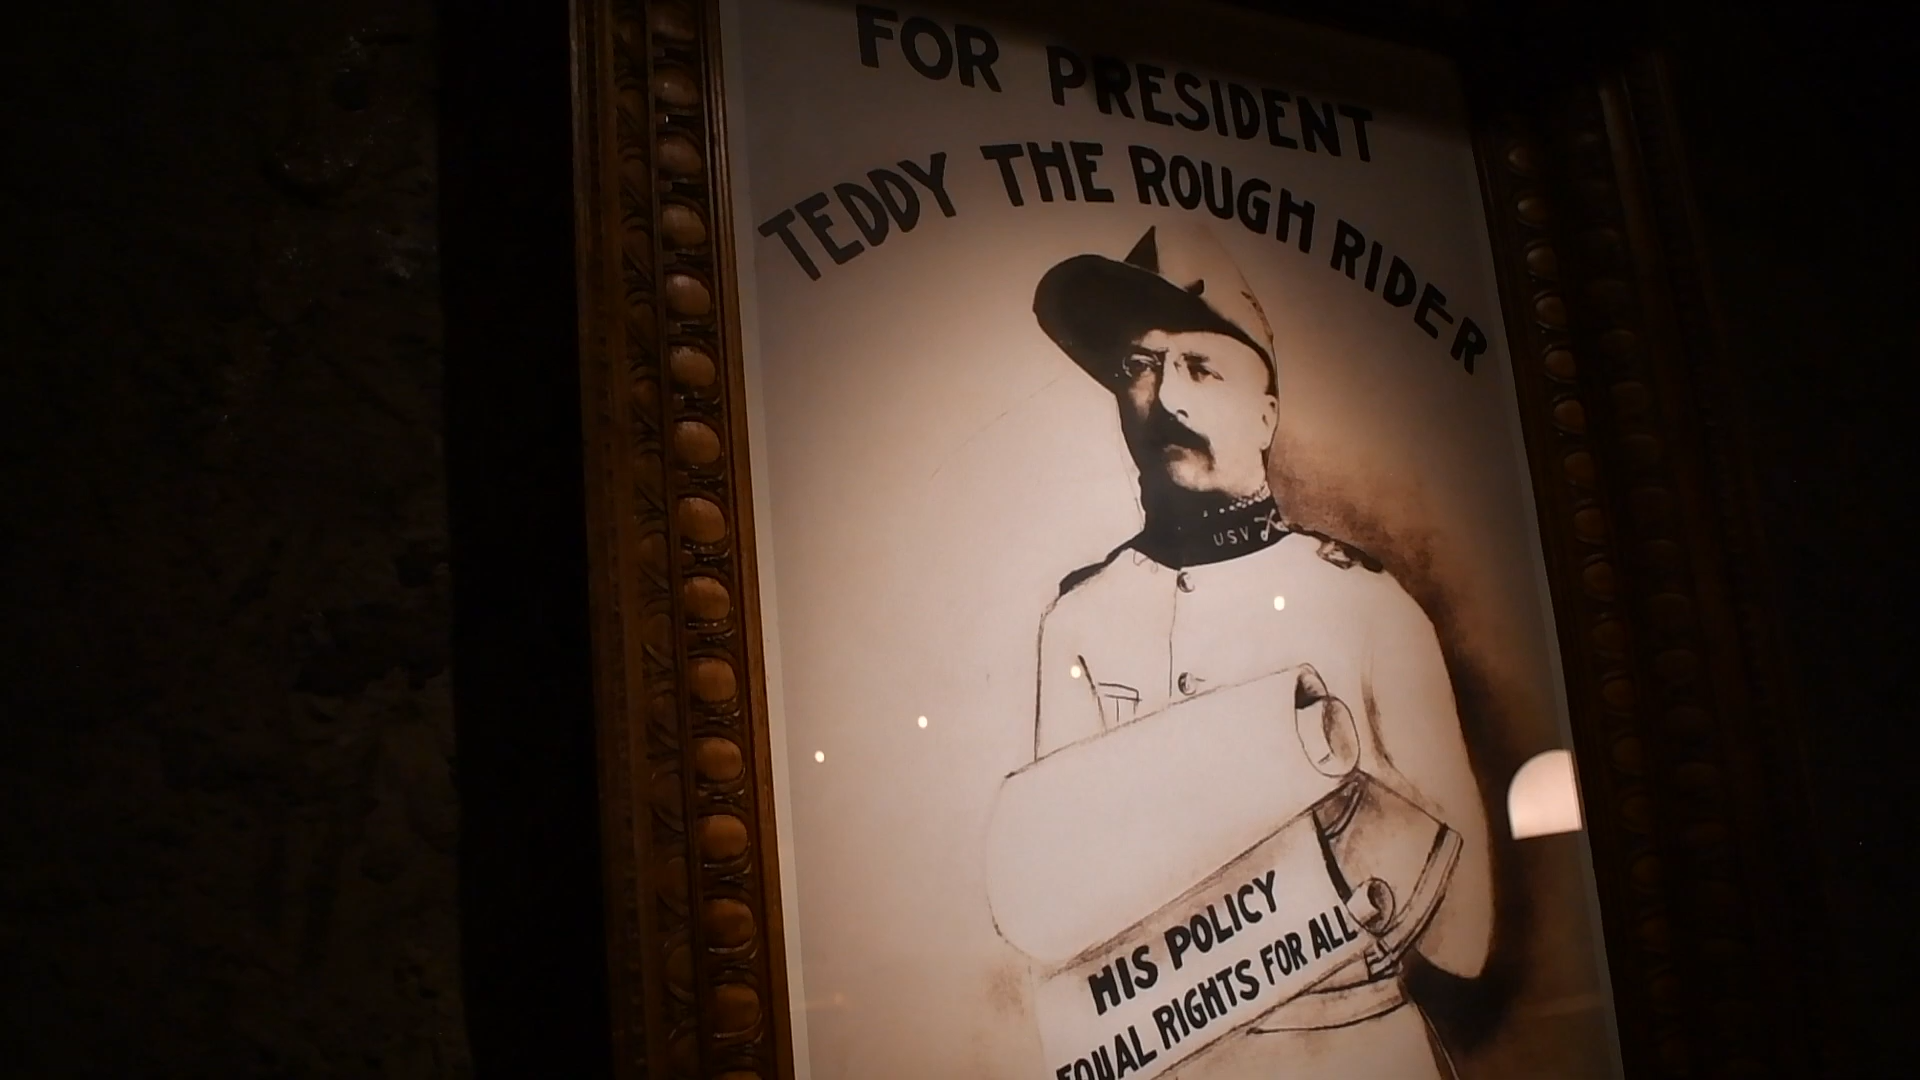 FOR PRESIDENT
TEDDY THE ROUGH RIDER
USV
HIS POLICY
EQUAL RIGHTS FOR ALL